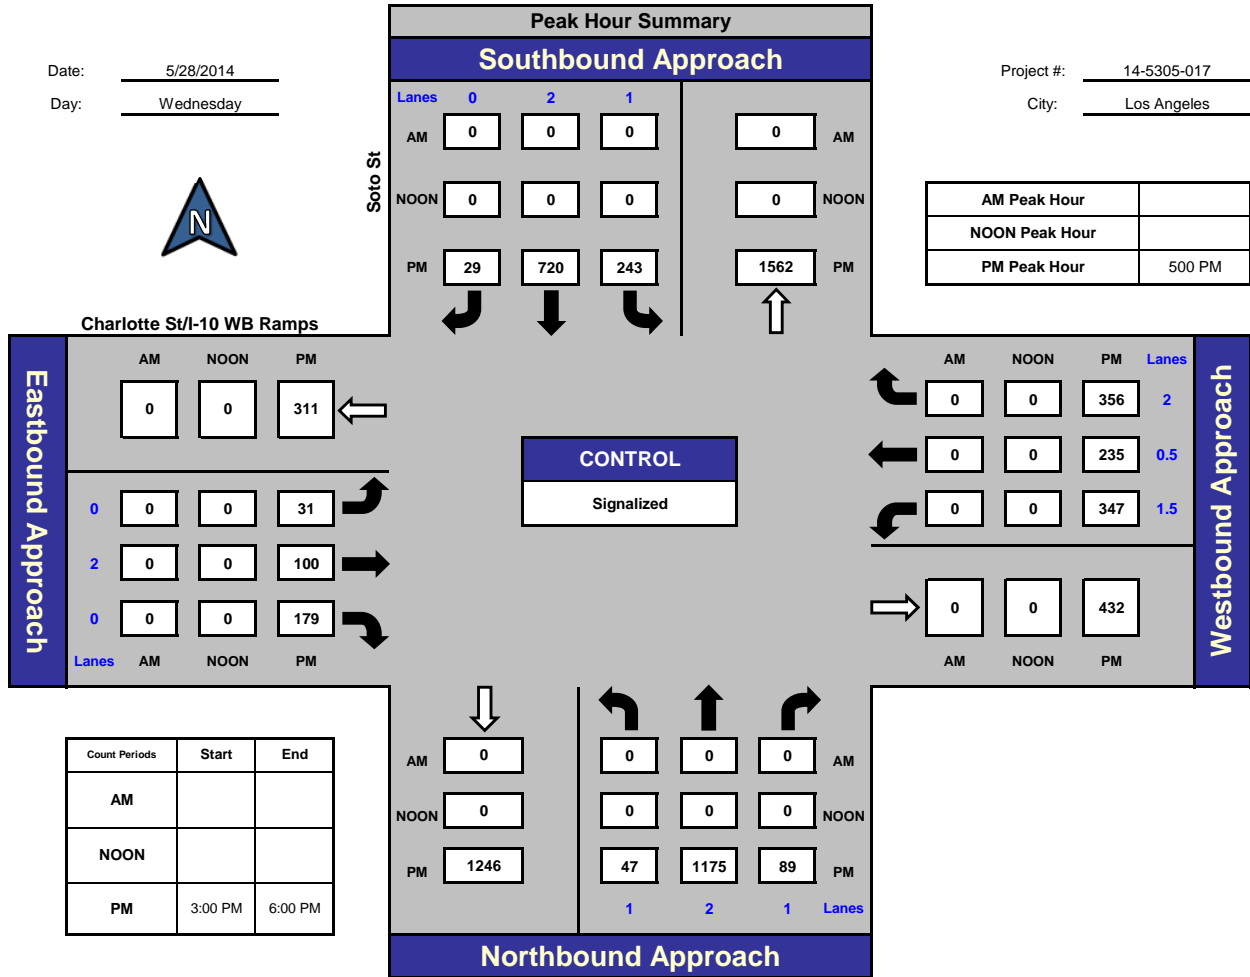 Peak Hour Summary
Southbound Approach
Date: 5/28/2014
Day: Wednesday
Project #: 14-5305-017
City: Los Angeles
N
Soto St
Lanes 0 2 1
AM 0 0 0 0 AM
NOON 0 0 0 0 NOON
PM 29 720 243 1562 PM
AM Peak Hour
NOON Peak Hour
PM Peak Hour 500 PM
Charlotte St/I-10 WB Ramps
Eastbound Approach
AM NOON PM
0 0 311
0 0 0 31
2 0 0 100
0 0 0 179
Lanes AM NOON PM
CONTROL
Signalized
AM NOON PM Lanes
0 0 356 2
0 0 235 0.5
0 0 347 1.5
0 0 432
AM NOON PM
Westbound Approach
Count Periods Start End
AM
NOON
PM 3:00 PM 6:00 PM
AM 0 0 0 0 AM
NOON 0 0 0 0 NOON
PM 1246 47 1175 89 PM
1 2 1 Lanes
Northbound Approach